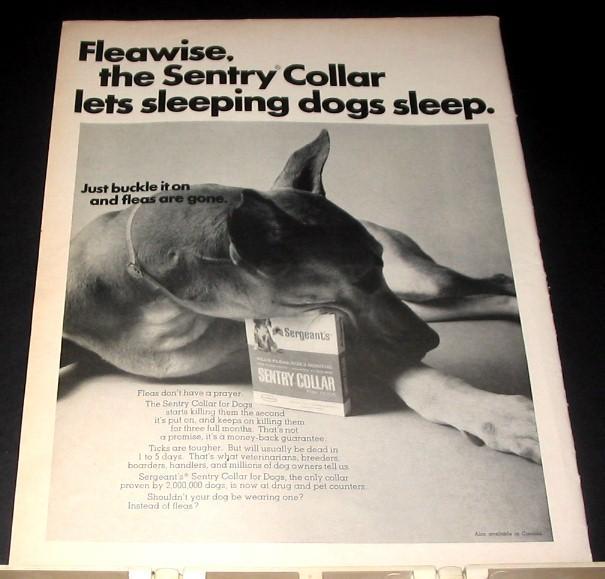 Fleawise,
the Sentry® Collar
lets sleeping dogs sleep.
Just buckle it on
and fleas are gone.
Sergeant's
SENTRY COLLAR
Fleas don't have a prayer.
The Sentry Collar for Dogs
starts killing them the second
it's put on, and keeps on killing them
for three full months. That's not
a promise, it's a money-back guarantee.
Ticks are tougher. But will usually be dead in
1 to 5 days. That's what veterinarians, breeders,
boarders, handlers, and millions of dog owners tell us.
Sergeant's® Sentry Collar for Dogs, the only collar
proven by 2,000,000 dogs, is now at drug and pet counters.
Shouldn't your dog be wearing one?
Instead of fleas?
Also available in Canada.